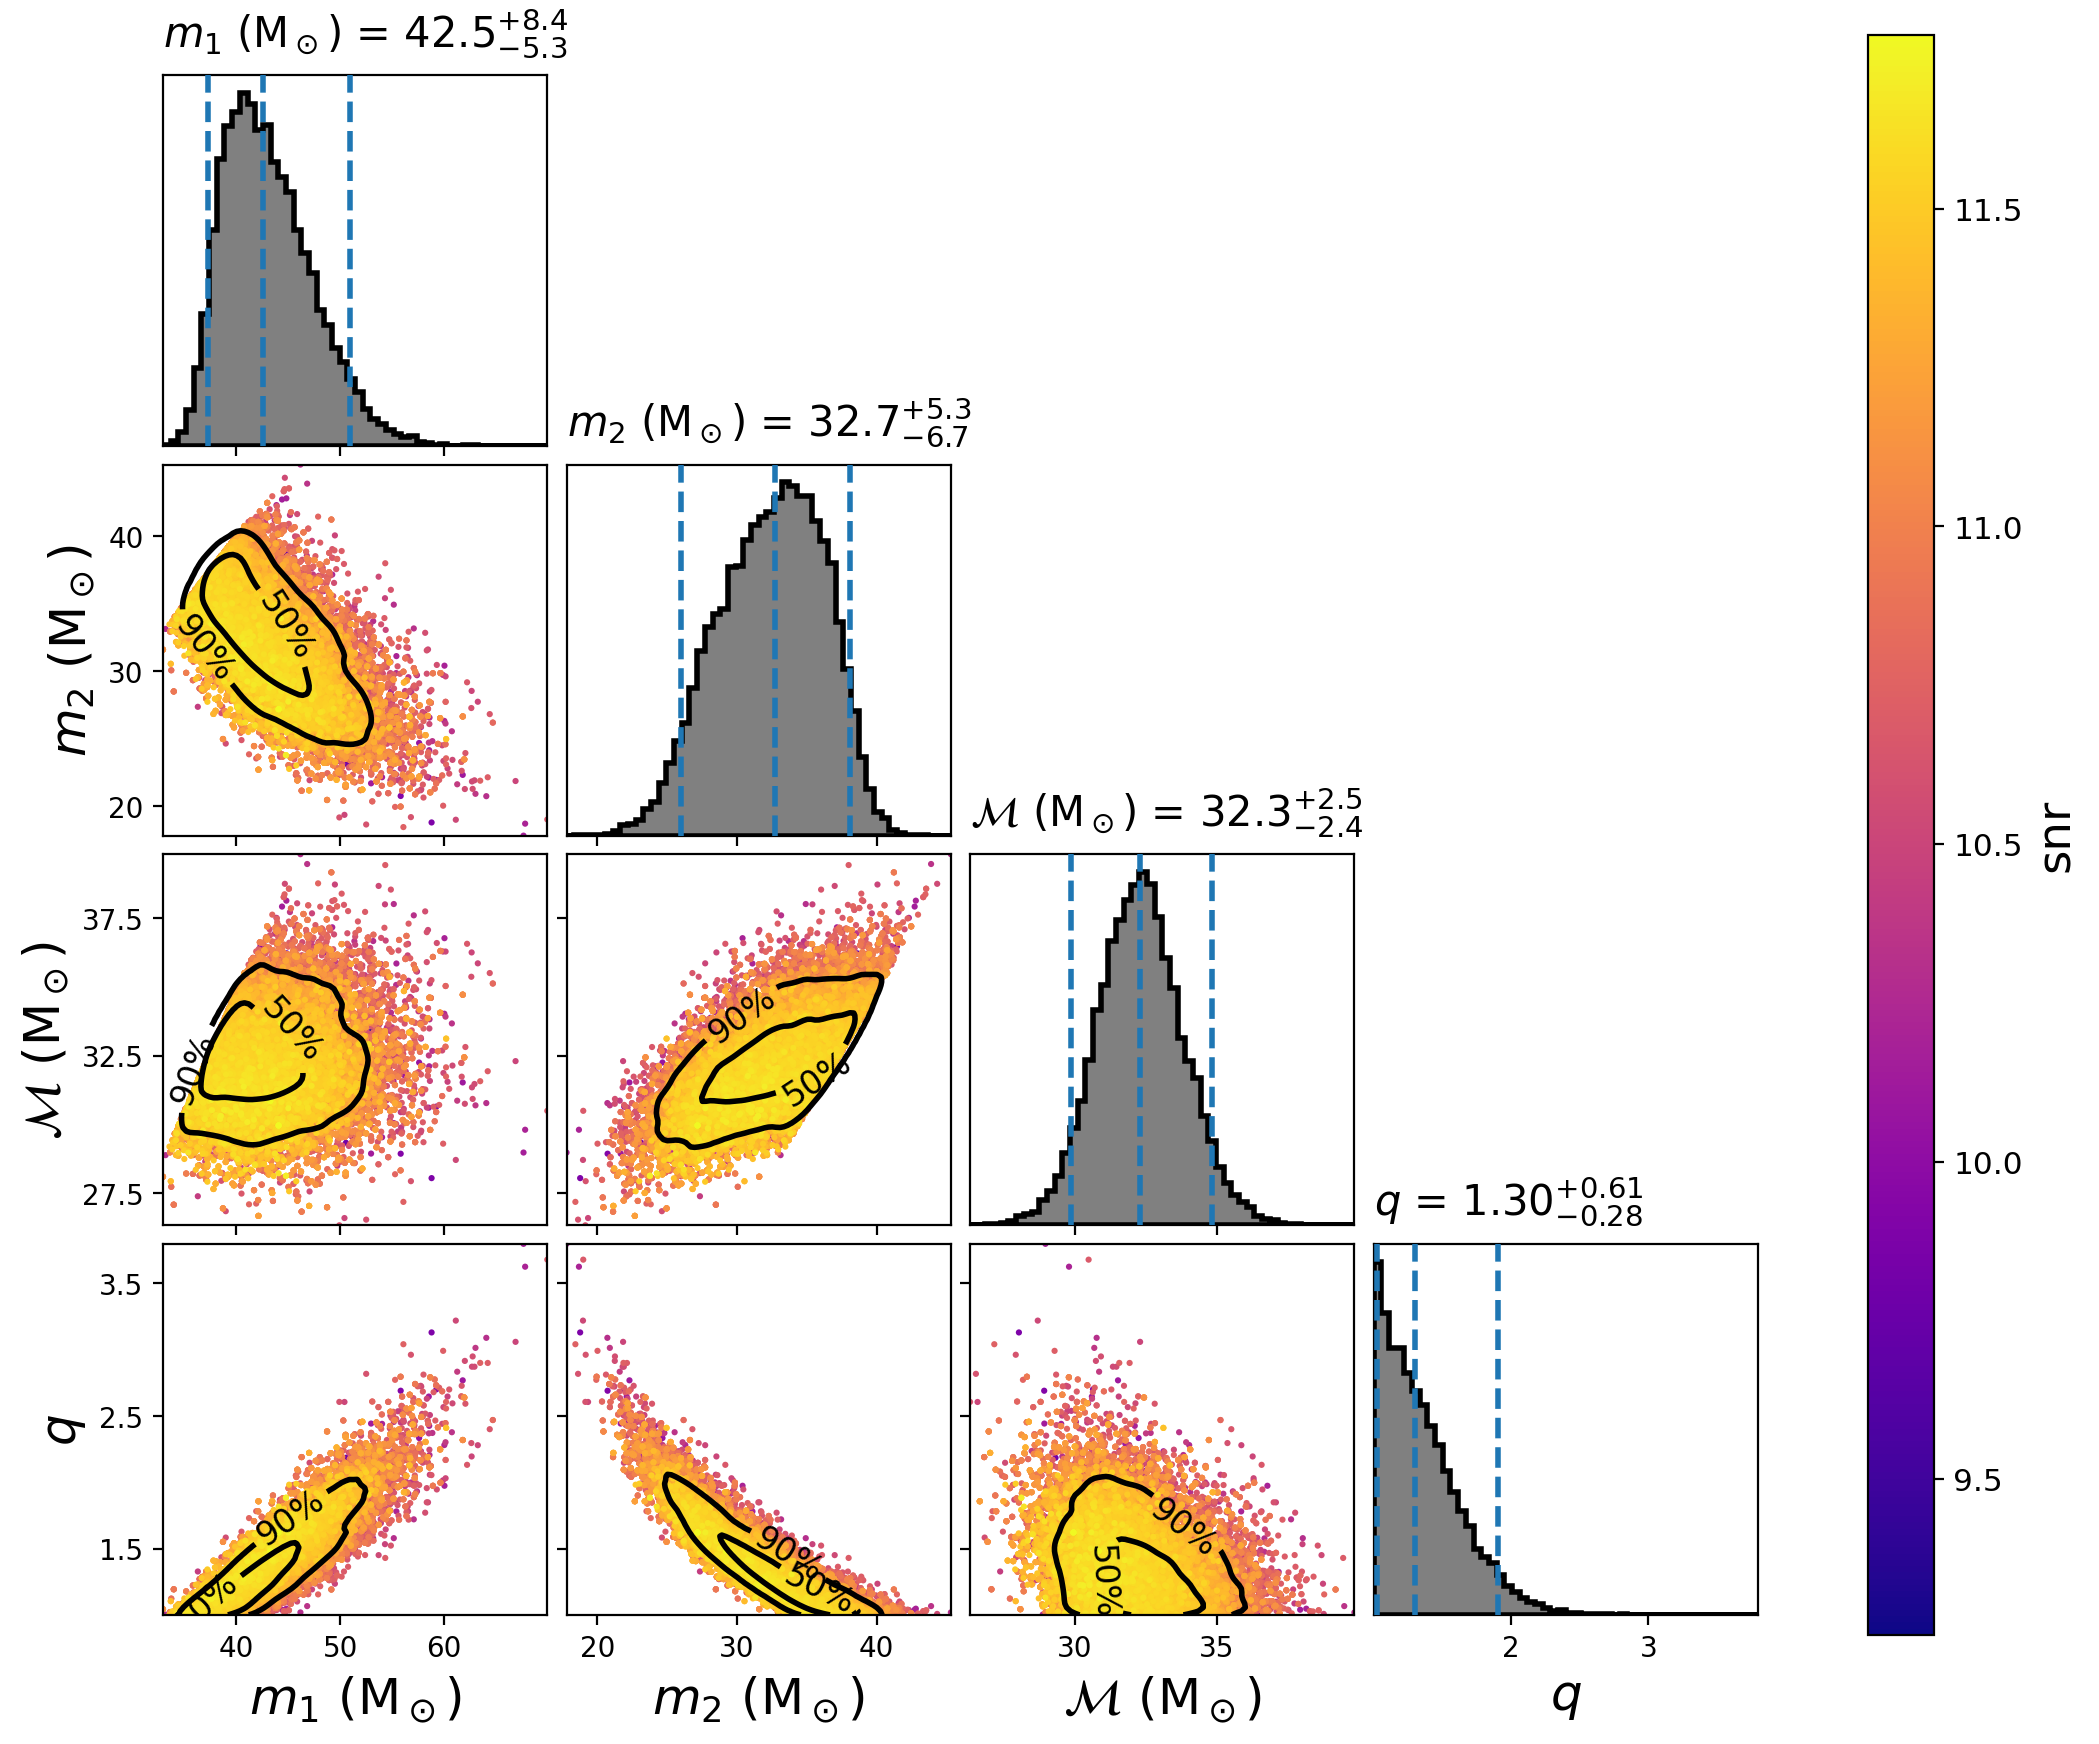 m₁ (M⊙) = 42.5 +8.4 −5.3
m₂ (M⊙) = 32.7 +5.3 −6.7
ℳ (M⊙) = 32.3 +2.5 −2.4
q = 1.30 +0.61 −0.28
m₂ (M⊙)
40
30
20
50%
90%
ℳ (M⊙)
37.5
32.5
27.5
50%
90%
90%
50%
q
3.5
2.5
1.5
90%
0%
90%
50%
90%
50%
40 50 60
20 30 40
30 35
2 3
m₁ (M⊙)
m₂ (M⊙)
ℳ (M⊙)
q
11.5
11.0
10.5
10.0
9.5
snr